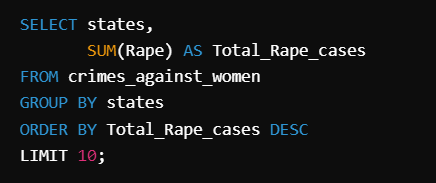 SELECT states,
SUM(Rape) AS Total_Rape_cases
FROM crimes_against_women
GROUP BY states
ORDER BY Total_Rape_cases DESC
LIMIT 10;